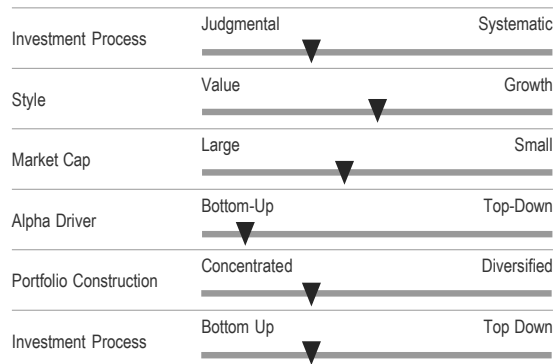 Investment Process
Judgmental Systematic
Style
Value Growth
Market Cap
Large Small
Alpha Driver
Bottom-Up Top-Down
Portfolio Construction
Concentrated Diversified
Investment Process
Bottom Up Top Down